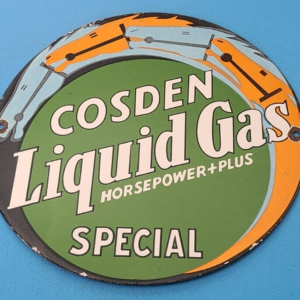 COSDEN
Liquid Gas
HORSEPOWER+PLUS
SPECIAL